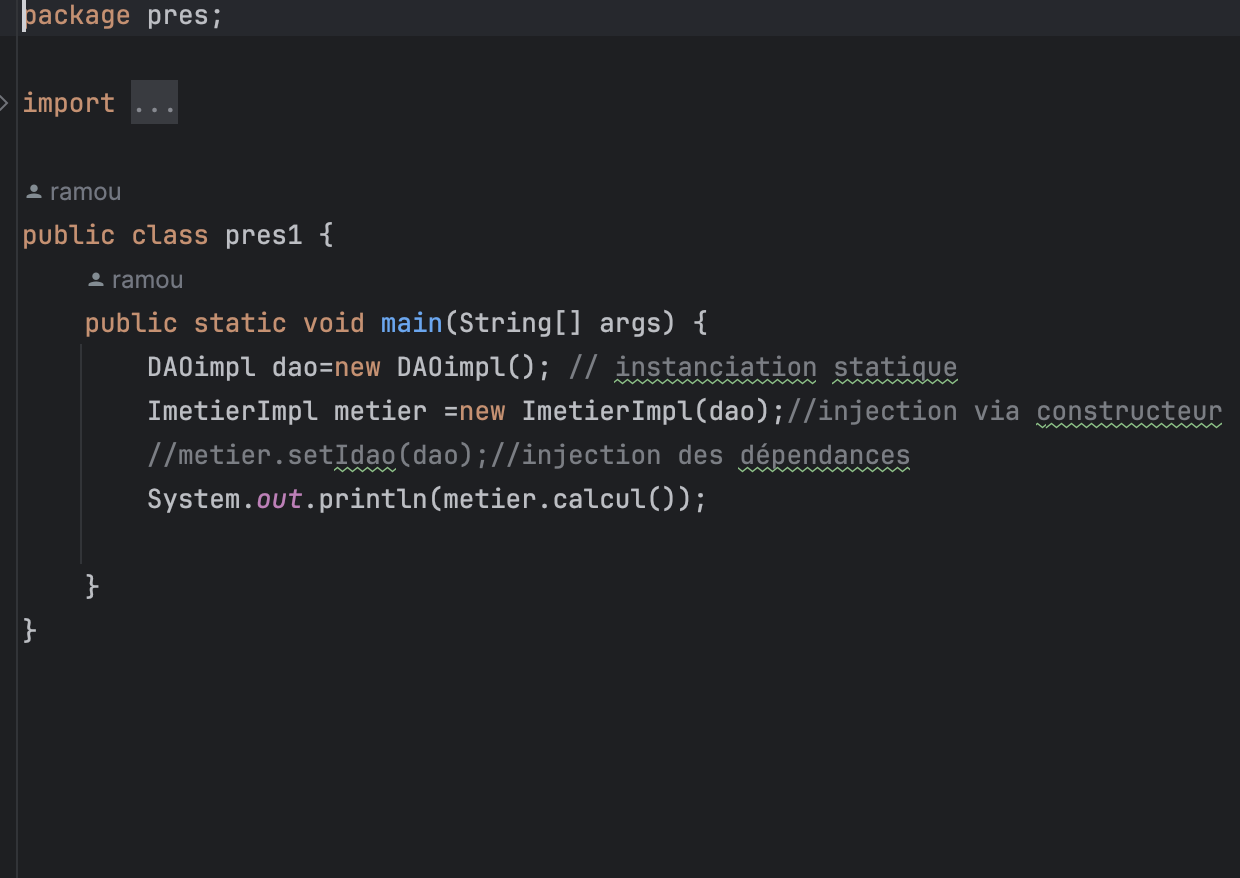 package pres;
import ...
ramou
public class pres1 {
ramou
public static void main(String[] args) {
DAOimpl dao=new DAOimpl(); // instanciation statique
ImetierImpl metier =new ImetierImpl(dao);//injection via constructeur
//metier.setIdao(dao);//injection des dépendances
System.out.println(metier.calcul());
}
}